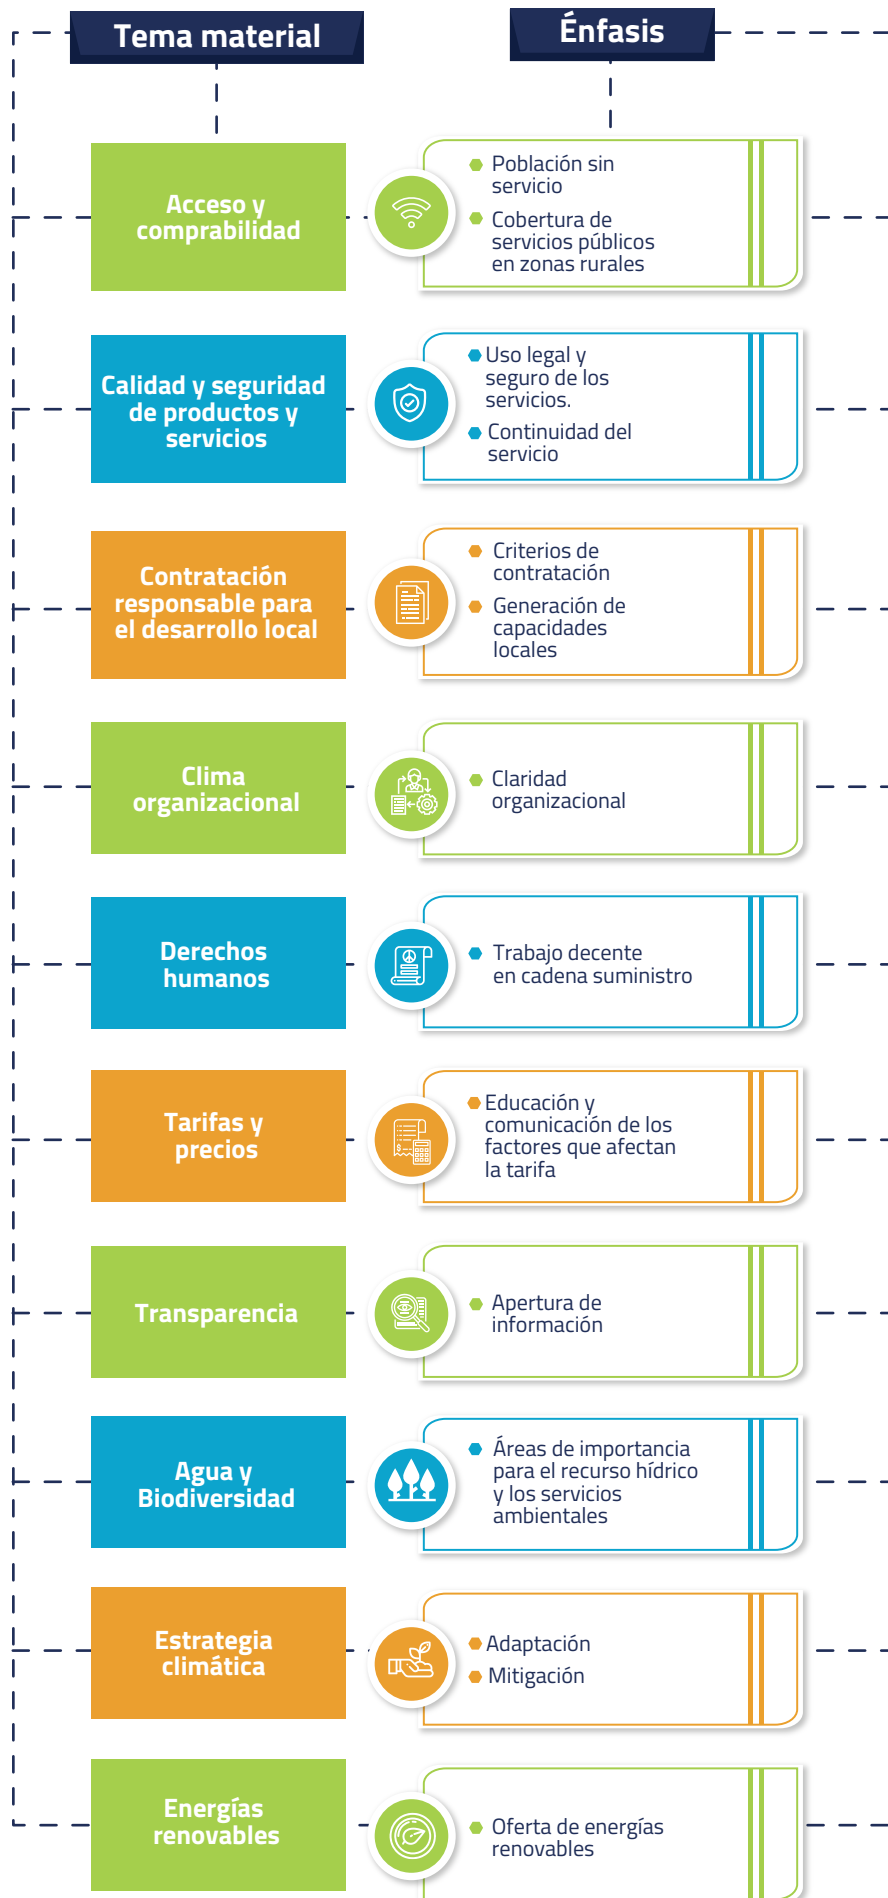 Tema material
Énfasis
Acceso y
comprabilidad
Población sin
servicio
Cobertura de
servicios públicos
en zonas rurales
Calidad y seguridad
de productos y
servicios
Uso legal y
seguro de los
servicios.
Continuidad del
servicio
Contratación
responsable para
el desarrollo local
Criterios de
contratación
Generación de
capacidades
locales
Clima
organizacional
Claridad
organizacional
Derechos
humanos
Trabajo decente
en cadena suministro
Tarifas y
precios
Educación y
comunicación de los
factores que afectan
la tarifa
Transparencia
Apertura de
información
Agua y
Biodiversidad
Áreas de importancia
para el recurso hídrico
y los servicios
ambientales
Estrategia
climática
Adaptación
Mitigación
Energías
renovables
Oferta de energías
renovables